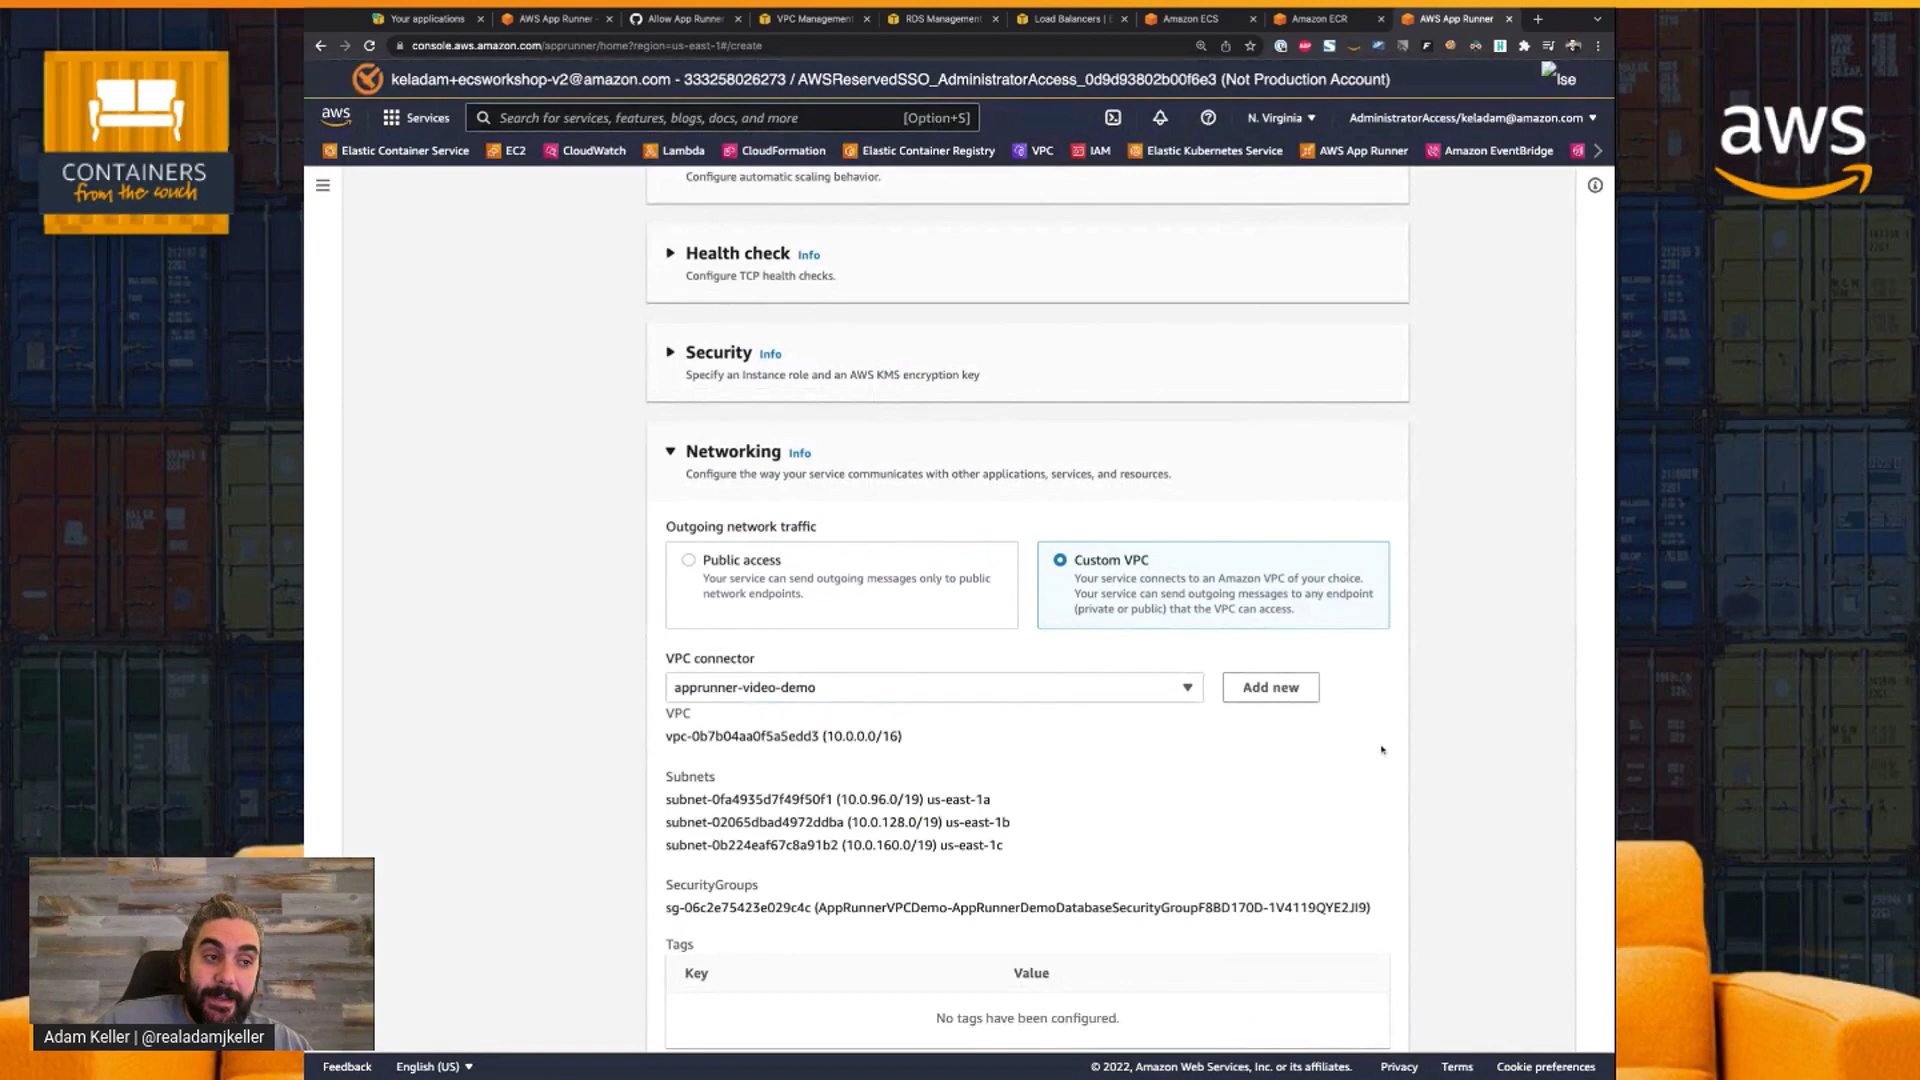 Your applications
AWS App Runner -
Allow App Runner
VPC Management
RDS Management
Load Balancers | E
Amazon ECS
Amazon ECR
AWS App Runner
console.aws.amazon.com/apprunner/home?region=us-east-1#/create
keladam+ecsworkshop-v2@amazon.com - 333258026273 / AWSReservedSSO_AdministratorAccess_0d9d93802b00f6e3 (Not Production Account)
Ise
aws
Services
Search for services, features, blogs, docs, and more
[Option+S]
N. Virginia
AdministratorAccess/keladam@amazon.com
Elastic Container Service
EC2
CloudWatch
Lambda
CloudFormation
Elastic Container Registry
VPC
IAM
Elastic Kubernetes Service
AWS App Runner
Amazon EventBridge
CONTAINERS
from the couch
aws
Configure automatic scaling behavior.
Health check Info
Configure TCP health checks.
Security Info
Specify an Instance role and an AWS KMS encryption key
Networking Info
Configure the way your service communicates with other applications, services, and resources.
Outgoing network traffic
Public access
Your service can send outgoing messages only to public
network endpoints.
Custom VPC
Your service connects to an Amazon VPC of your choice.
Your service can send outgoing messages to any endpoint
(private or public) that the VPC can access.
VPC connector
apprunner-video-demo
Add new
VPC
vpc-0b7b04aa0f5a5edd3 (10.0.0.0/16)
Subnets
subnet-0fa4935d7f49f50f1 (10.0.96.0/19) us-east-1a
subnet-02065dbad4972ddba (10.0.128.0/19) us-east-1b
subnet-0b224eaf67c8a91b2 (10.0.160.0/19) us-east-1c
SecurityGroups
sg-06c2e75423e029c4c (AppRunnerVPCDemo-AppRunnerDemoDatabaseSecurityGroupF8BD170D-1V4119QYE2JI9)
Tags
Key
Value
No tags have been configured.
Adam Keller | @realadamjkeller
Feedback
English (US)
© 2022, Amazon Web Services, Inc. or its affiliates.
Privacy
Terms
Cookie preferences